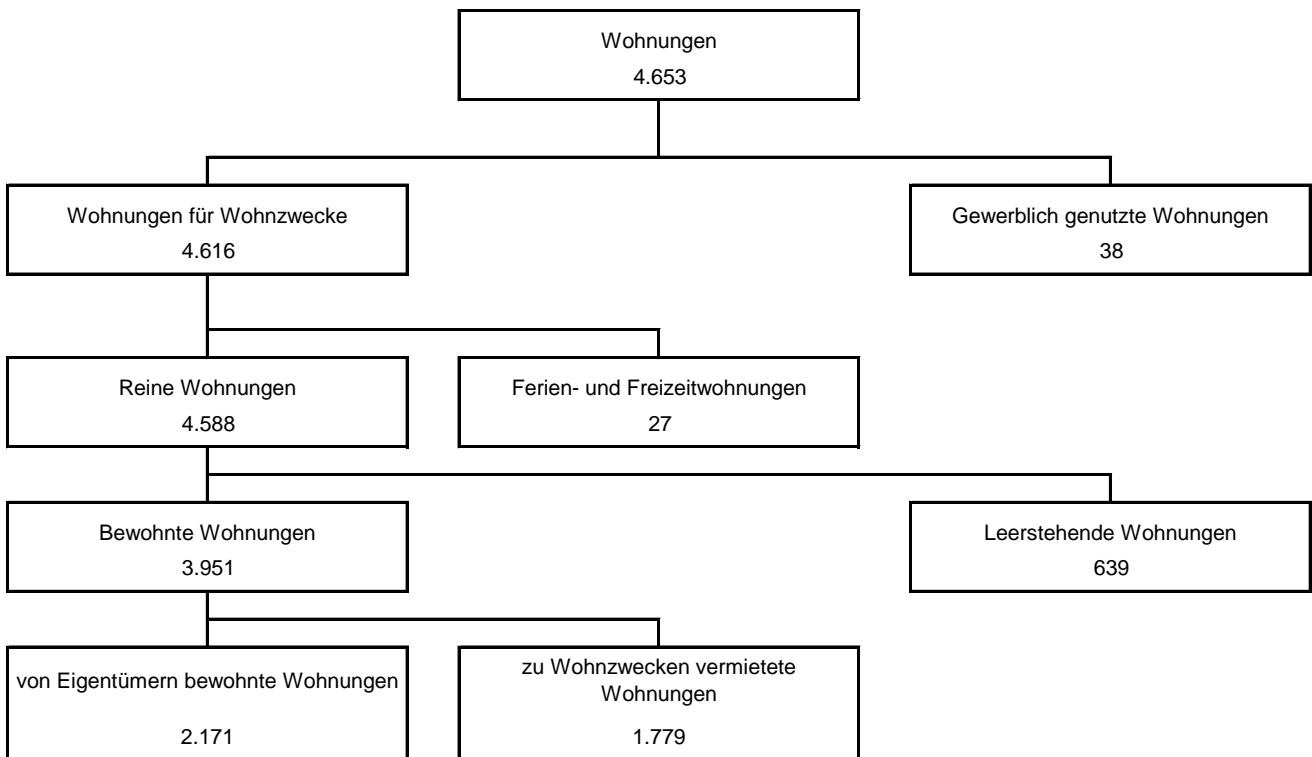 Wohnungen
4.653
Wohnungen für Wohnzwecke
4.616
Gewerblich genutzte Wohnungen
38
Reine Wohnungen
4.588
Ferien- und Freizeitwohnungen
27
Bewohnte Wohnungen
3.951
Leerstehende Wohnungen
639
von Eigentümern bewohnte Wohnungen
2.171
zu Wohnzwecken vermietete
Wohnungen
1.779